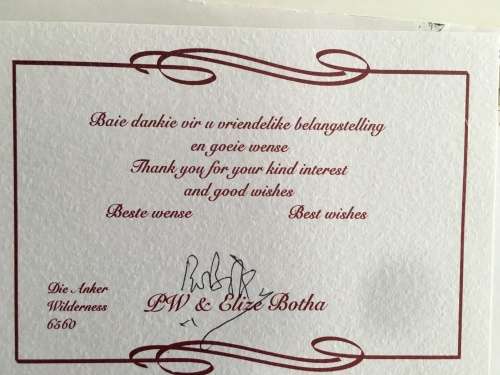 Baie dankie vir u vriendelike belangstelling
en goeie wense
Thank you for your kind interest
and good wishes
Beste wense Best wishes
Die Anker
Wilderness
6560
PW & Elize Botha